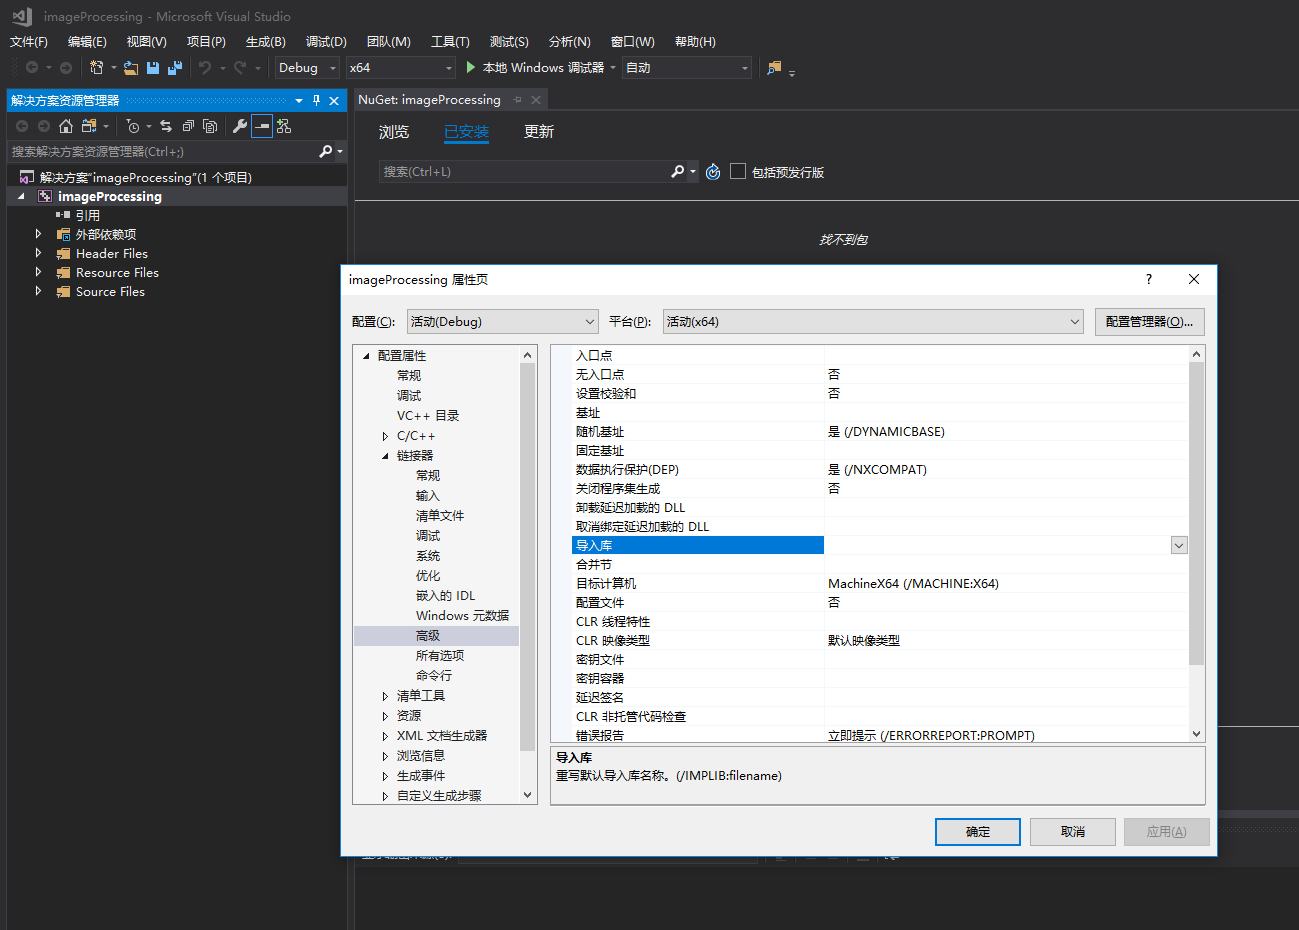 imageProcessing - Microsoft Visual Studio
文件(F) 编辑(E) 视图(V) 项目(P) 生成(B) 调试(D) 团队(M) 工具(T) 测试(S) 分析(N) 窗口(W) 帮助(H)
Debug x64 本地 Windows 调试器 自动
解决方案资源管理器
搜索解决方案资源管理器(Ctrl+;)
解决方案"imageProcessing"(1 个项目)
imageProcessing
引用
外部依赖项
Header Files
Resource Files
Source Files
NuGet: imageProcessing
浏览 已安装 更新
搜索(Ctrl+L) 包括预发行版
找不到包
imageProcessing 属性页
配置(C): 活动(Debug) 平台(P): 活动(x64) 配置管理器(O)...
配置属性
常规
调试
VC++ 目录
C/C++
链接器
常规
输入
清单文件
调试
系统
优化
嵌入的 IDL
Windows 元数据
高级
所有选项
命令行
清单工具
资源
XML 文档生成器
浏览信息
生成事件
自定义生成步骤
入口点
无入口点 否
设置校验和 否
基址
随机基址 是 (/DYNAMICBASE)
固定基址
数据执行保护(DEP) 是 (/NXCOMPAT)
关闭程序集生成 否
卸载延迟加载的 DLL
取消绑定延迟加载的 DLL
导入库
合并节
目标计算机 MachineX64 (/MACHINE:X64)
配置文件 否
CLR 线程特性
CLR 映像类型 默认映像类型
密钥文件
密钥容器
延迟签名
CLR 非托管代码检查
错误报告 立即提示 (/ERRORREPORT:PROMPT)
导入库
重写默认导入库名称。(/IMPLIB:filename)
确定 取消 应用(A)